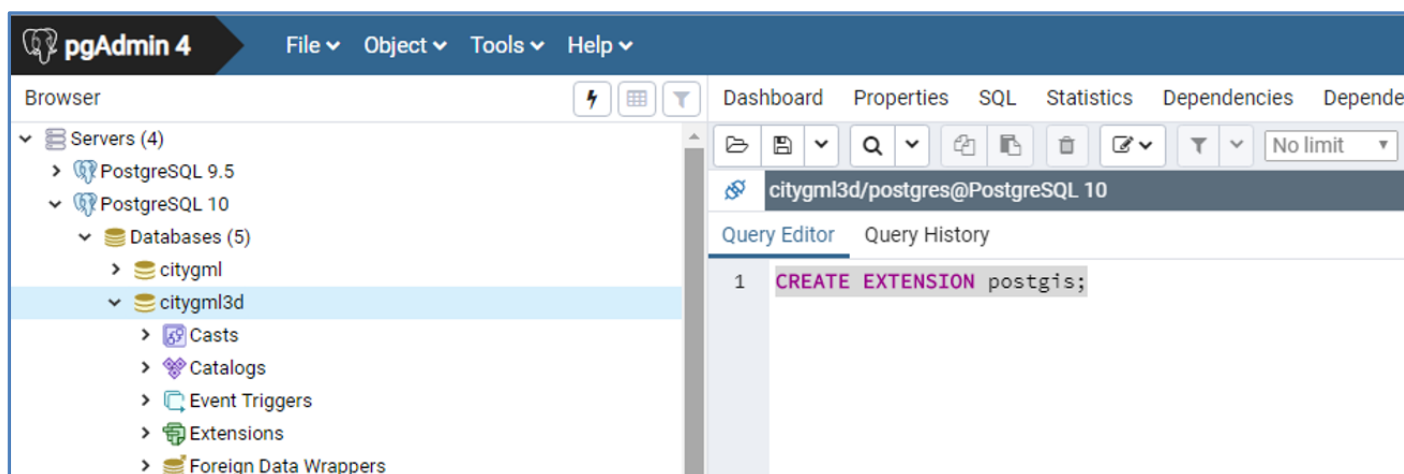 pgAdmin 4 File Object Tools Help
Browser
Servers (4)
PostgreSQL 9.5
PostgreSQL 10
Databases (5)
citygml
citygml3d
Casts
Catalogs
Event Triggers
Extensions
Foreign Data Wrappers
Dashboard Properties SQL Statistics Dependencies Depende
No limit
citygml3d/postgres@PostgreSQL 10
Query Editor Query History
1 CREATE EXTENSION postgis;